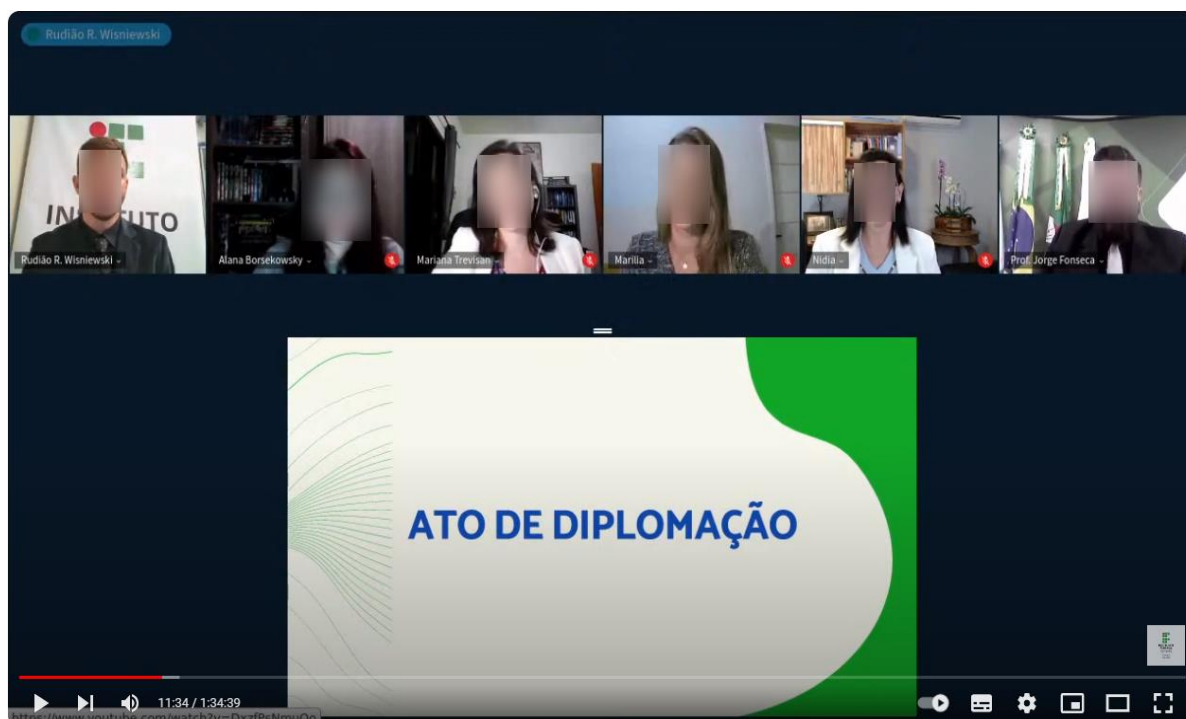 Rudião R. Wisniewski
INSTITUTO
Rudião R. Wisniewski
Alana Borsekowsky
Mariana Trevisan
Marilia
Nidia
Prof. Jorge Fonseca
ATO DE DIPLOMAÇÃO
11:34 / 1:34:39